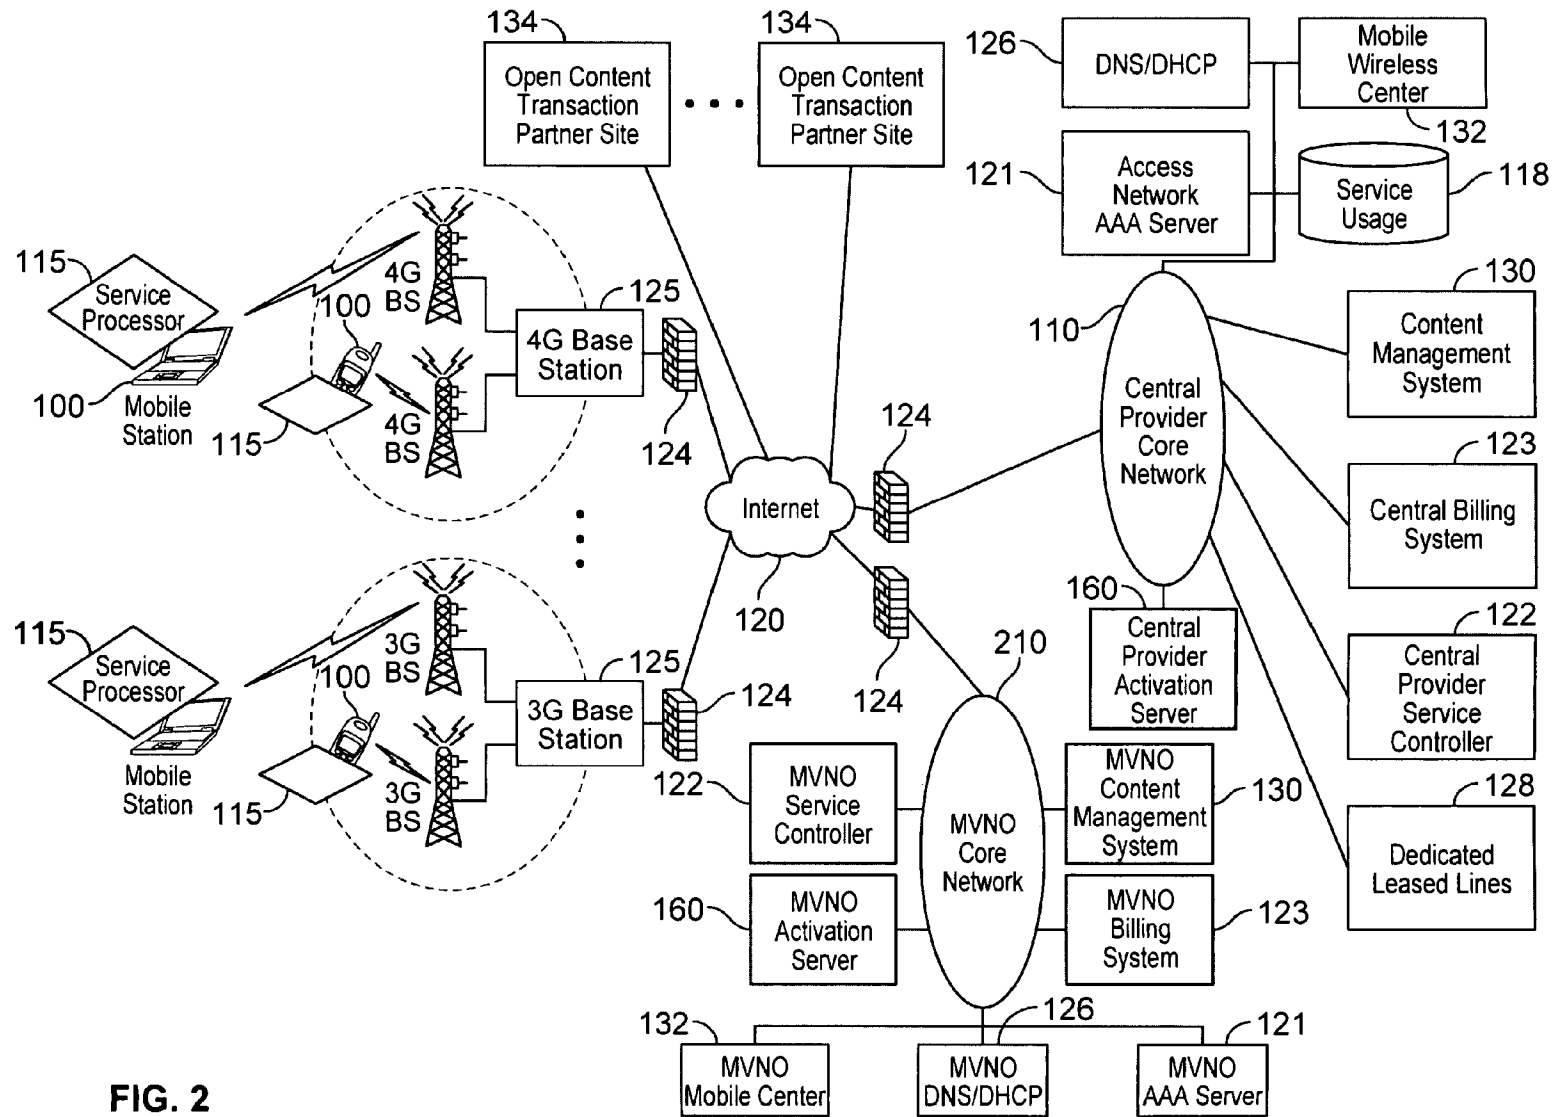 134
Open Content
Transaction
Partner Site
134
Open Content
Transaction
Partner Site
126
DNS/DHCP
Mobile
Wireless
Center
132
121
Access
Network
AAA Server
Service
Usage
118
115
Service
Processor
100
Mobile
Station
4G
BS
100
115
4G
BS
125
4G Base
Station
124
110
Central
Provider
Core
Network
130
Content
Management
System
123
Central Billing
System
124
Internet
120
124
160
Central
Provider
Activation
Server
122
Central
Provider
Service
Controller
128
Dedicated
Leased Lines
115
Service
Processor
Mobile
Station
3G
BS
100
115
3G
BS
125
3G Base
Station
124
210
MVNO
Core
Network
122
MVNO
Service
Controller
MVNO
Content
Management
System
130
160
MVNO
Activation
Server
MVNO
Billing
System
123
132
MVNO
Mobile Center
126
MVNO
DNS/DHCP
121
MVNO
AAA Server
FIG. 2